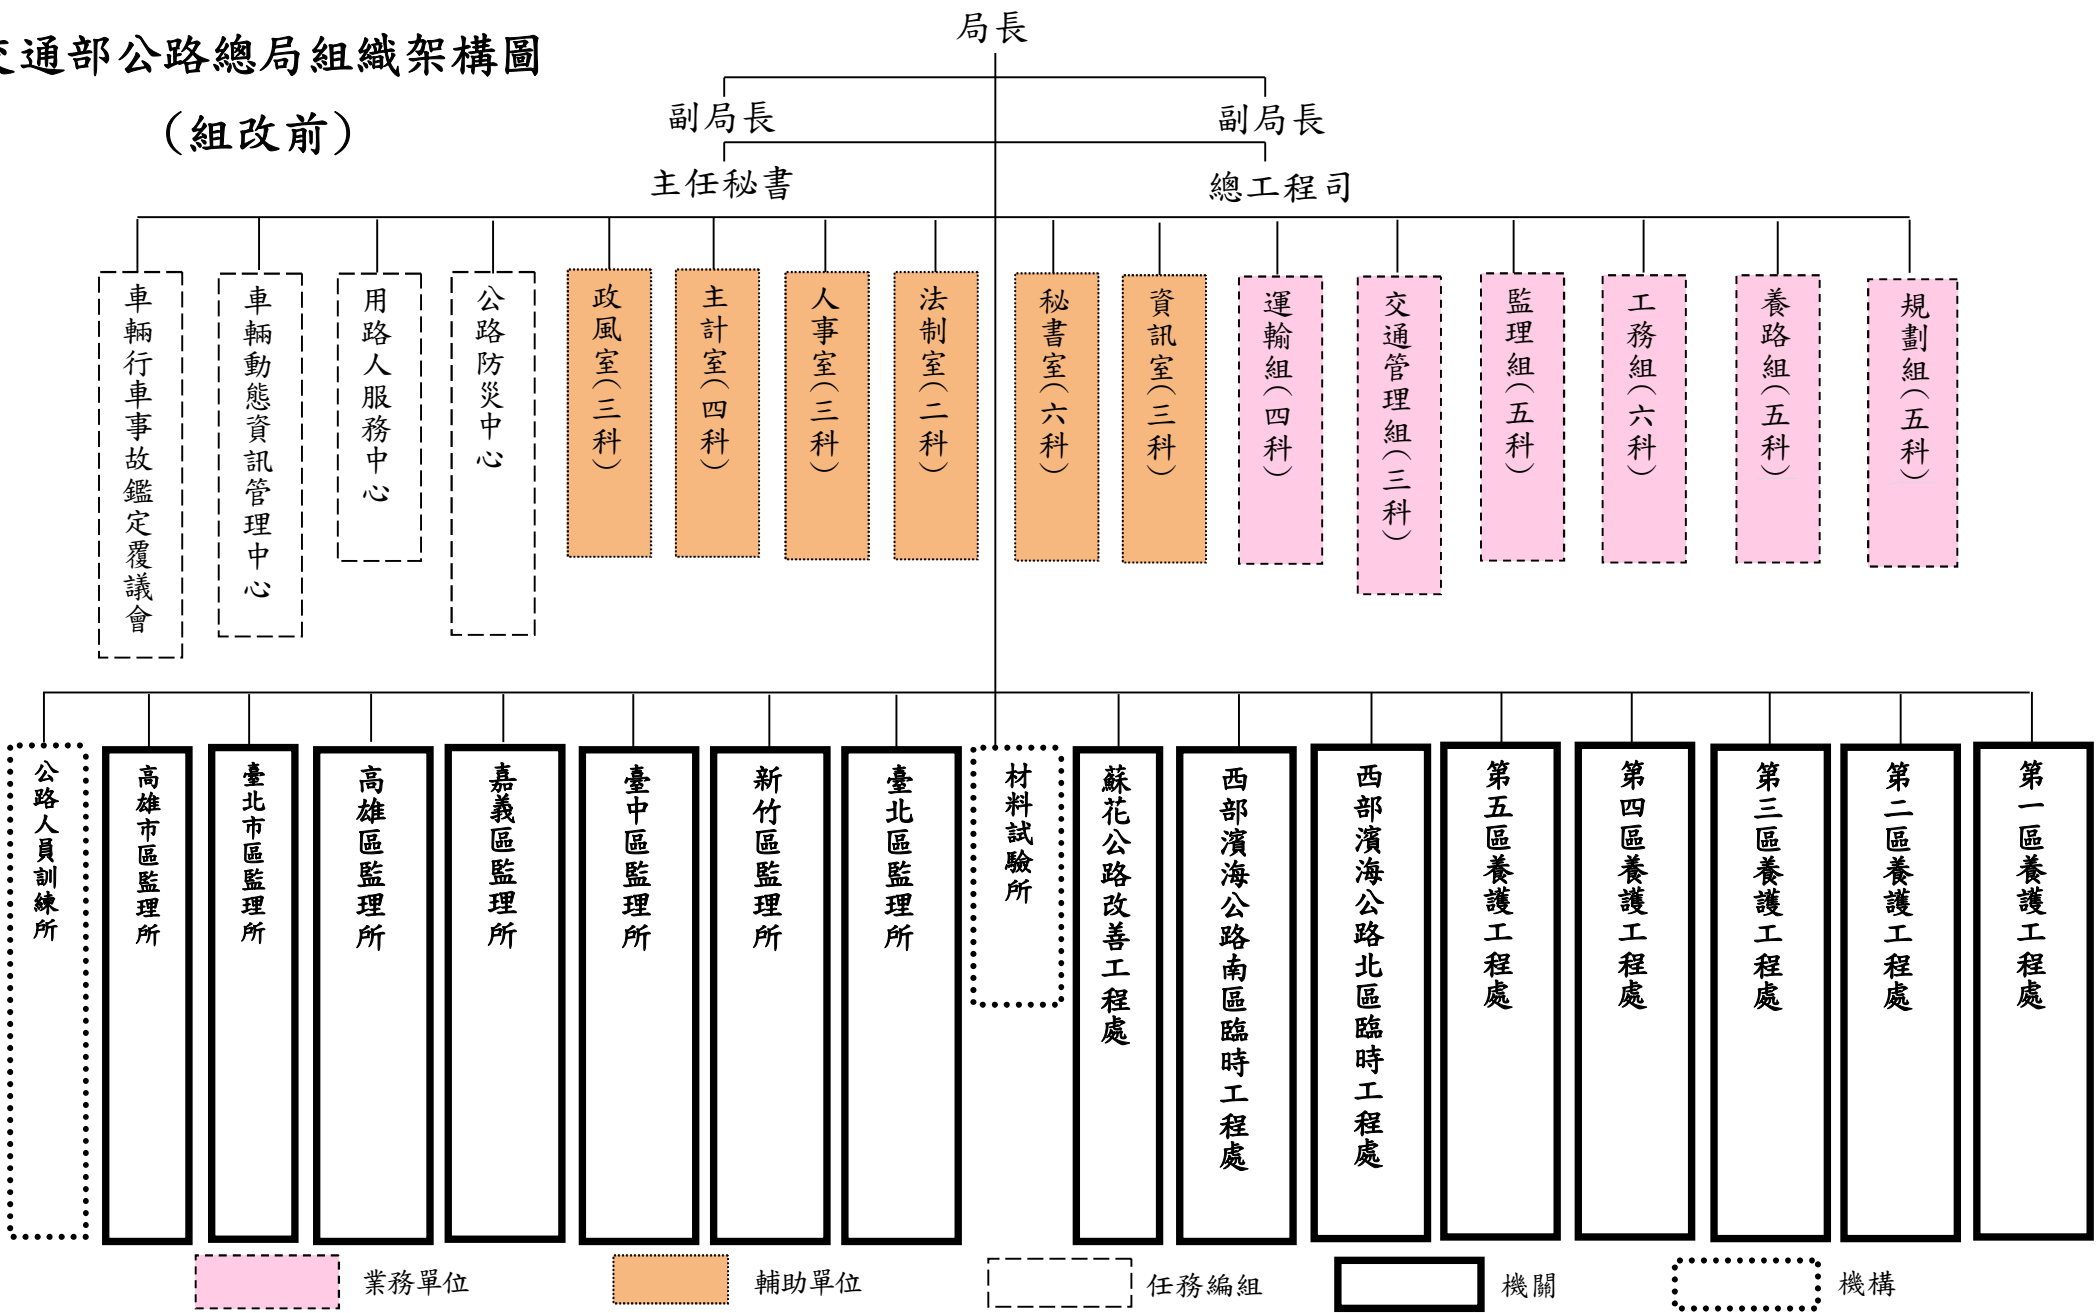 交通部公路總局組織架構圖
（組改前）
局長
副局長
副局長
主任秘書
總工程司
規劃組（五科）
養路組（五科）
工務組（六科）
監理組（五科）
交通管理組（三科）
運輸組（四科）
資訊室（三科）
秘書室（六科）
法制室（二科）
人事室（三科）
主計室（四科）
政風室（三科）
公路防災中心
用路人服務中心
車輛動態資訊管理中心
車輛行車事故鑑定覆議會
第一區養護工程處
第二區養護工程處
第三區養護工程處
第四區養護工程處
第五區養護工程處
西部濱海公路北區臨時工程處
西部濱海公路南區臨時工程處
蘇花公路改善工程處
材料試驗所
臺北區監理所
新竹區監理所
臺中區監理所
嘉義區監理所
高雄區監理所
臺北市區監理所
高雄市區監理所
公路人員訓練所
業務單位
輔助單位
任務編組
機關
機構